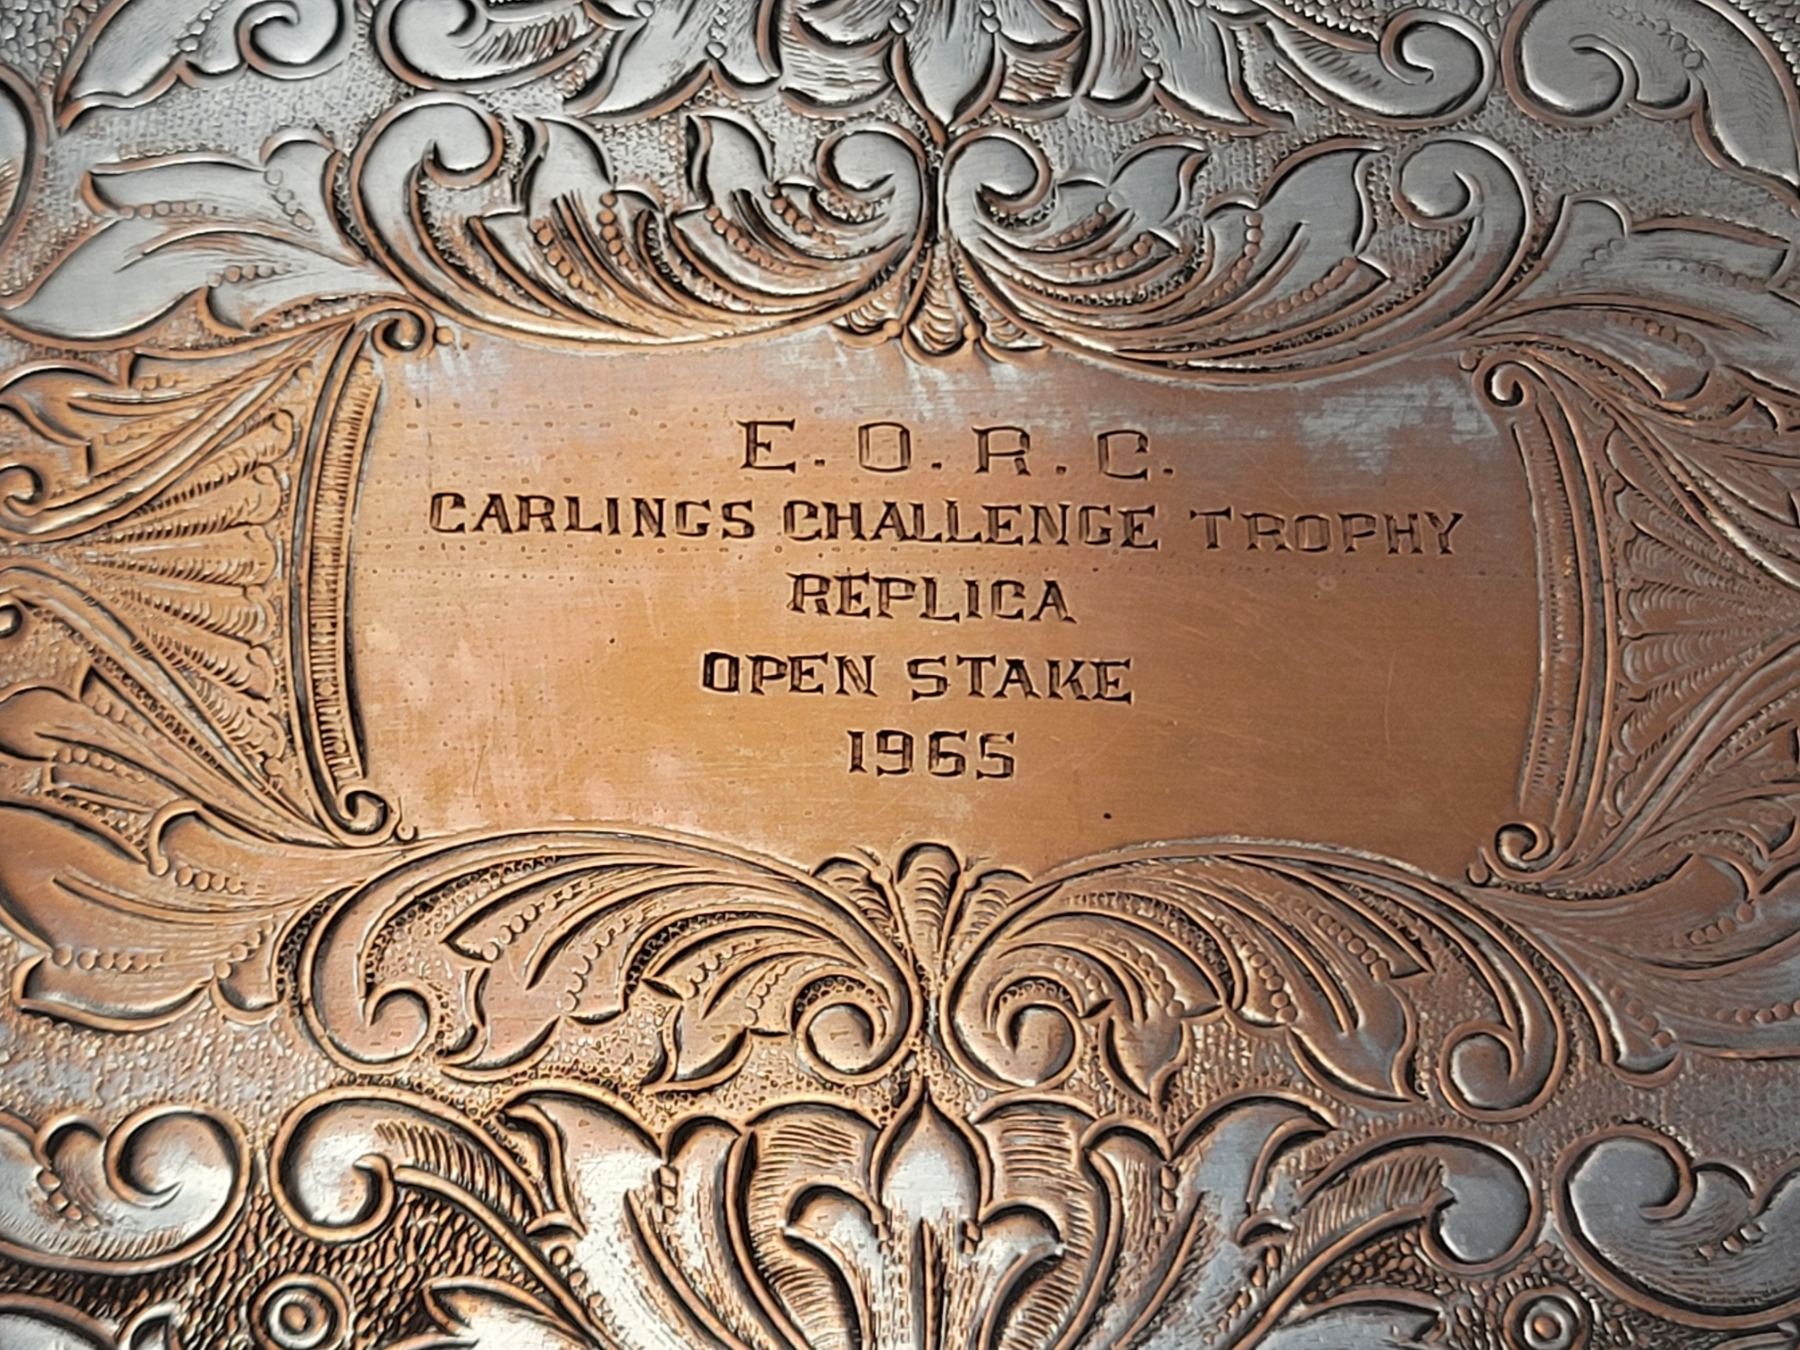 E.O.R.C.
CARLINGS CHALLENGE TROPHY
REPLICA
OPEN STAKE
1965